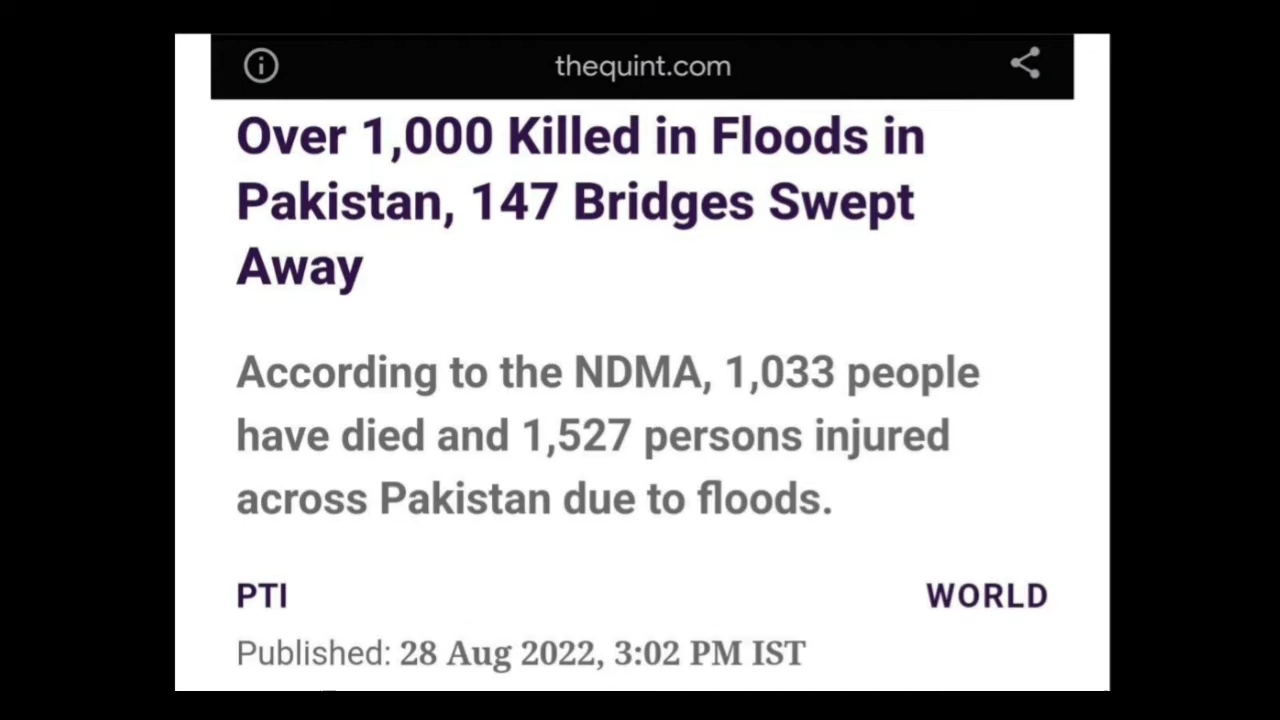 thequint.com
Over 1,000 Killed in Floods in
Pakistan, 147 Bridges Swept
Away
According to the NDMA, 1,033 people
have died and 1,527 persons injured
across Pakistan due to floods.
PTI
WORLD
Published: 28 Aug 2022, 3:02 PM IST